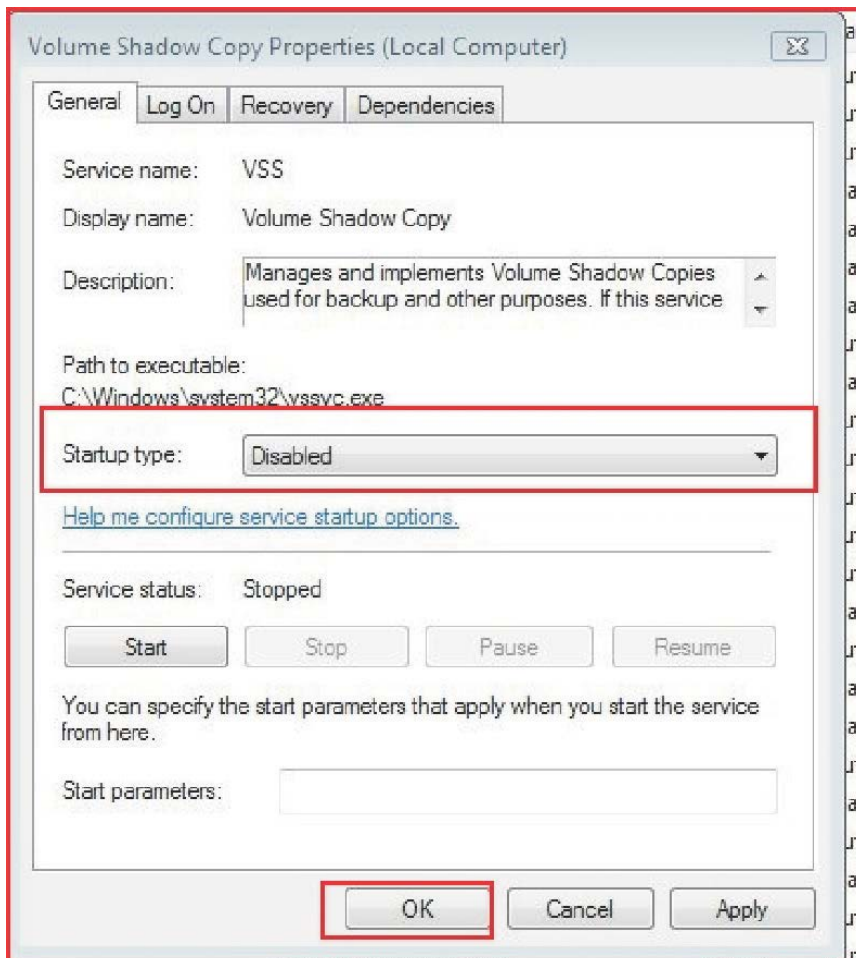 Volume Shadow Copy Properties (Local Computer)
General Log On Recovery Dependencies
Service name: VSS
Display name: Volume Shadow Copy
Description: Manages and implements Volume Shadow Copies
used for backup and other purposes. If this service
Path to executable:
C:\Windows\system32\vssvc.exe
Startup type: Disabled
Help me configure service startup options.
Service status: Stopped
Start Stop Pause Resume
You can specify the start parameters that apply when you start the service
from here.
Start parameters:
OK Cancel Apply